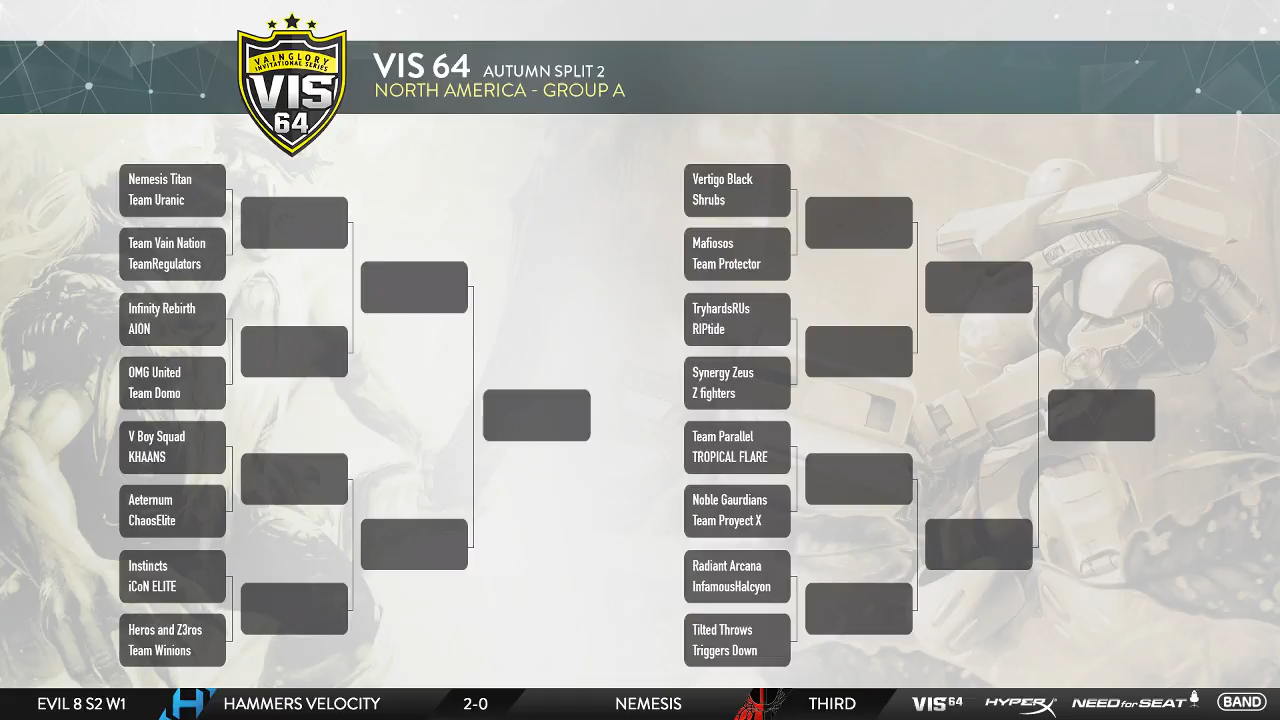 VAINGLORY
INVITATIONAL SERIES
VIS
64
VIS 64 AUTUMN SPLIT 2
NORTH AMERICA - GROUP A
Nemesis Titan
Team Uranic
Team Vain Nation
TeamRegulators
Infinity Rebirth
AION
OMG United
Team Domo
V Boy Squad
KHAANS
Aeternum
ChaosElite
Instincts
iCoN ELITE
Heros and Z3ros
Team Winions
Vertigo Black
Shrubs
Mafiosos
Team Protector
TryhardsRUs
RIPtide
Synergy Zeus
Z fighters
Team Parallel
TROPICAL FLARE
Noble Gaurdians
Team Proyect X
Radiant Arcana
InfamousHalcyon
Tilted Throws
Triggers Down
EVIL 8 S2 W1 HAMMERS VELOCITY 2-0 NEMESIS THIRD VIS64 HYPERX NEED for SEAT BAND